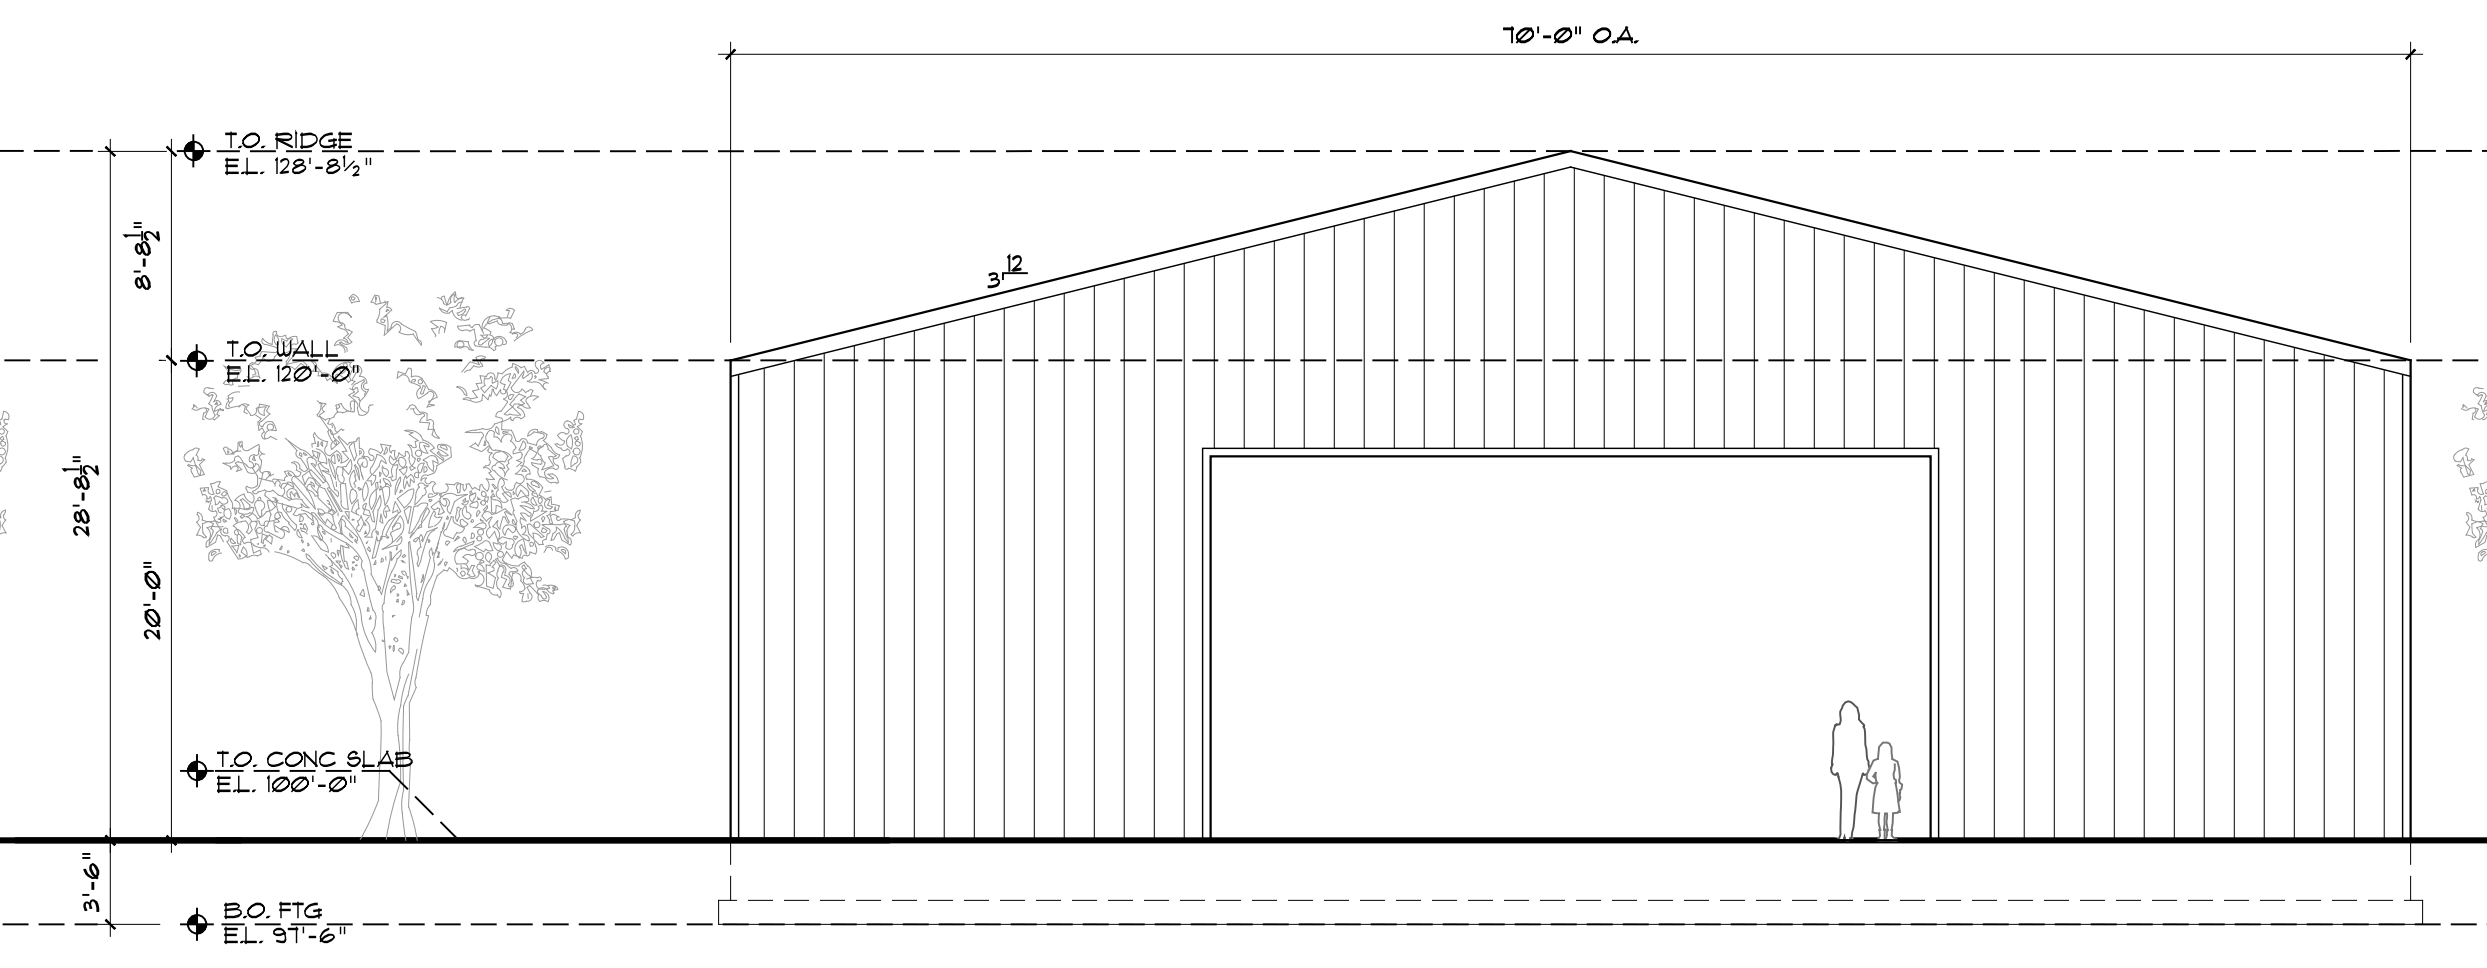 70'-0" O.A.
T.O. RIDGE
EL. 128'-8½"
8'-8½"
12
3
T.O. WALL
EL. 120'-0"
28'-8½"
20'-0"
T.O. CONC SLAB
EL. 100'-0"
3'-6"
B.O. FTG
EL. 97'-6"